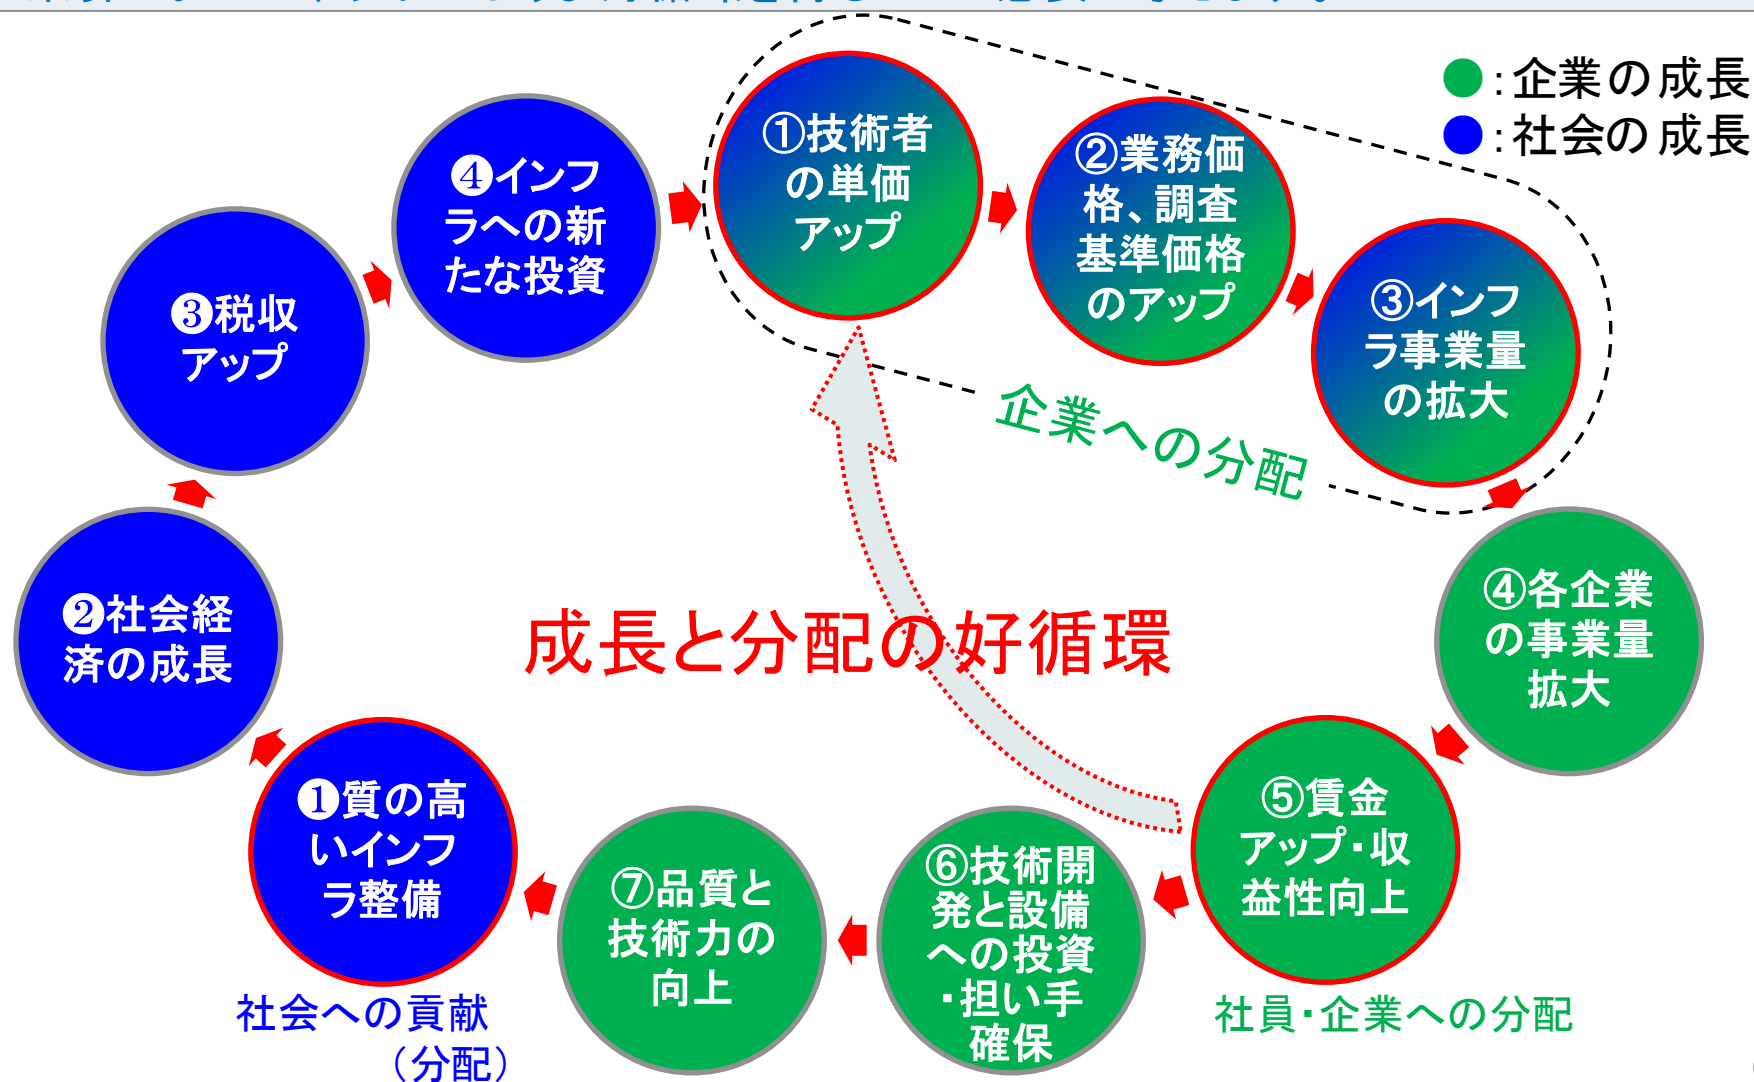 ●:企業の成長
●:社会の成長
①技術者
の単価
アップ
②業務価
格、調査
基準価格
のアップ
③インフ
ラ事業量
の拡大
企業への分配
④各企業
の事業量
拡大
⑤賃金
アップ・収
益性向上
社員・企業への分配
⑥技術開
発と設備
への投資
・担い手
確保
⑦品質と
技術力の
向上
❶質の高
いインフ
ラ整備
社会への貢献
（分配）
❷社会経
済の成長
❸税収
アップ
❹インフ
ラへの新
たな投資
成長と分配の好循環